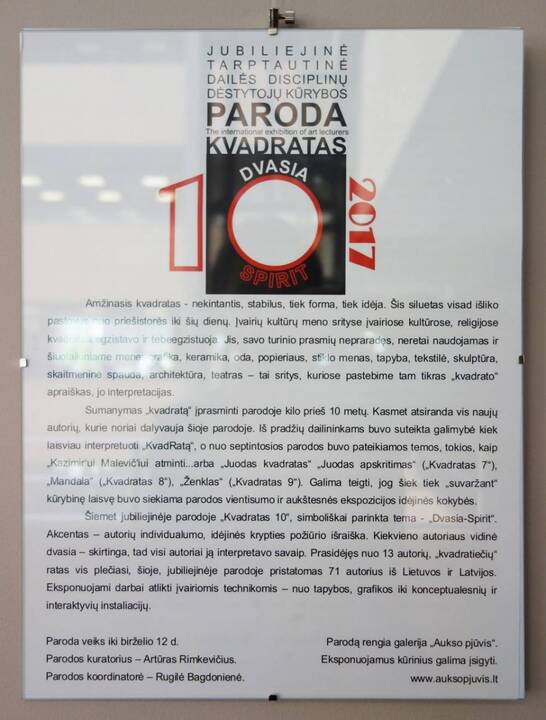 JUBILIEJINĖ
TARPTAUTINĖ
DAILĖS DISCIPLINŲ
DĖSTYTOJŲ KŪRYBOS
PARODA
The international exhibition of art lecturers
KVADRATAS
DVASIA
10
2017
SPIRIT
Amžinasis kvadratas - nekintantis, stabilus, tiek forma, tiek idėja. Šis siluetas visad išliko
pastovus nuo priešistorės iki šių dienų. Įvairių kultūrų meno srityse įvairiose kultūrose, religijose
kvadratas egzistavo ir tebeegzistuoja. Jis, savo turinio prasmių nepraradęs, neretai naudojamas ir
šiuolaikiniame mene: grafika, keramika, oda, popieriaus, stiklo menas, tapyba, tekstilė, skulptūra,
skaitmeninė spauda, architektūra, teatras – tai sritys, kuriose pastebime tam tikras „kvadrato“
apraiškas, jo interpretacijas.
Sumanymas „kvadratą“ įprasminti parodoje kilo prieš 10 metų. Kasmet atsiranda vis naujų
autorių, kurie noriai dalyvauja šioje parodoje. Iš pradžių dailininkams buvo suteikta galimybė kiek
laisviau interpretuoti „KvadRatą“, o nuo septintosios parodos buvo pateikiamos temos, tokios, kaip
„Kazimir'ui Malevič'iui atminti...arba „Juodas kvadratas“ „Juodas apskritimas“ („Kvadratas 7“),
„Mandala“ („Kvadratas 8“), „Ženklas“ („Kvadratas 9“). Galima teigti, jog šiek tiek „suvaržant“
kūrybinę laisvę buvo siekiama parodos vientisumo ir aukštesnės ekspozicijos idėjinės kokybės.
Šiemet jubiliejinėje parodoje „Kvadratas 10“, simboliškai parinkta tema - „Dvasia-Spirit“.
Akcentas – autorių individualumo, idėjinės krypties požiūrio išraiška. Kiekvieno autoriaus vidinė
dvasia – skirtinga, tad visi autoriai ją interpretavo savaip. Prasidėjęs nuo 13 autorių, „kvadratiečių“
ratas vis plečiasi, šioje, jubiliejinėje parodoje pristatomas 71 autorius iš Lietuvos ir Latvijos.
Eksponuojami darbai atlikti įvairiomis technikomis – nuo tapybos, grafikos iki konceptualesnių ir
interaktyvių instaliacijų.
Paroda veiks iki birželio 12 d.
Parodos kuratorius – Artūras Rimkevičius.
Parodos koordinatorė – Rugilė Bagdonienė.
Parodą rengia galerija „Aukso pjūvis“.
Eksponuojamus kūrinius galima įsigyti.
www.auksopjuvis.lt